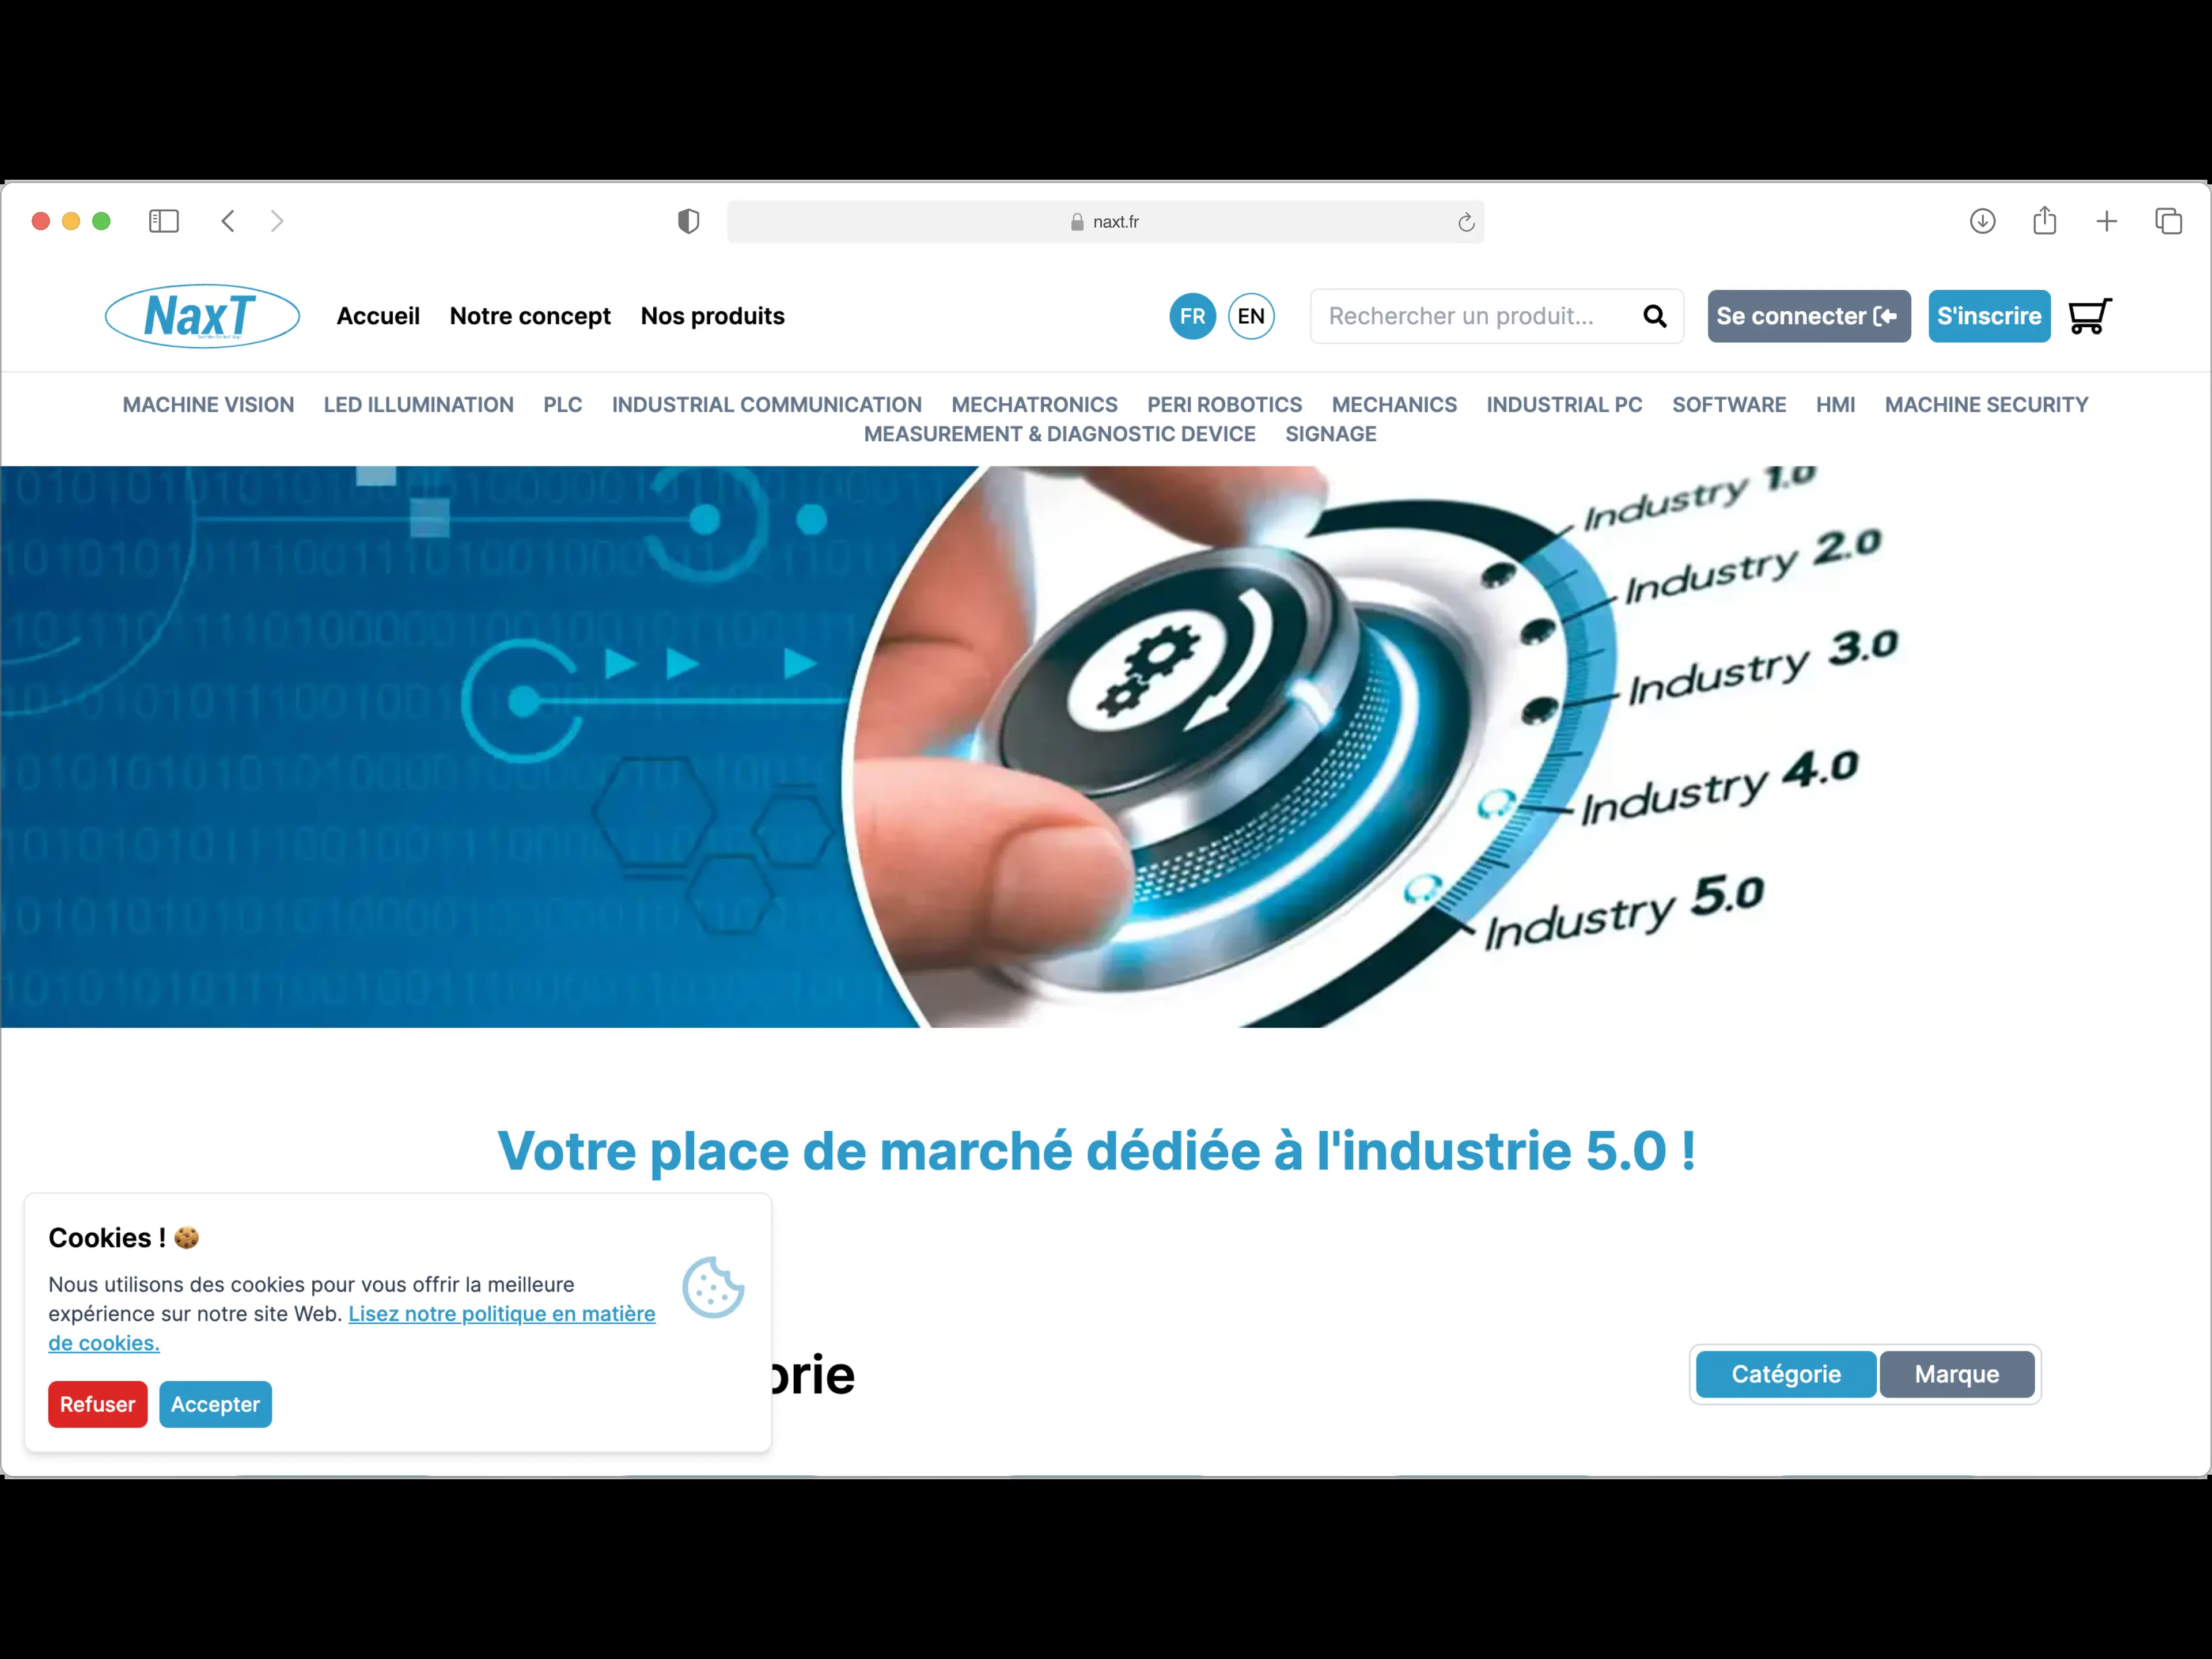 naxt.fr
NaxT
Accueil Notre concept Nos produits
FR EN
Rechercher un produit...
Se connecter
S'inscrire
MACHINE VISION LED ILLUMINATION PLC INDUSTRIAL COMMUNICATION MECHATRONICS PERI ROBOTICS MECHANICS INDUSTRIAL PC SOFTWARE HMI MACHINE SECURITY
MEASUREMENT & DIAGNOSTIC DEVICE SIGNAGE
Industry 1.0
Industry 2.0
Industry 3.0
Industry 4.0
Industry 5.0
Votre place de marché dédiée à l'industrie 5.0 !
Cookies !
Nous utilisons des cookies pour vous offrir la meilleure
expérience sur notre site Web. Lisez notre politique en matière
de cookies.
Refuser Accepter
orie
Catégorie Marque